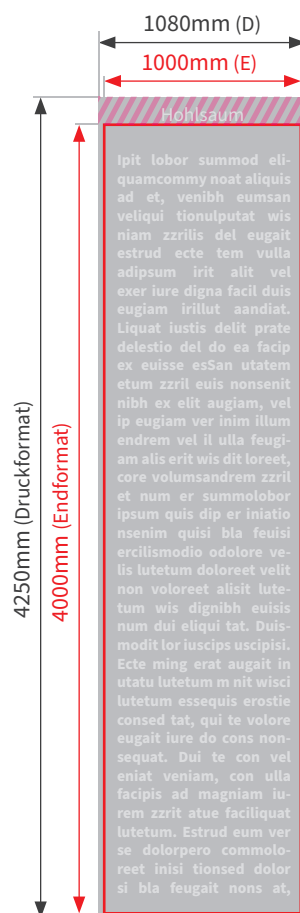 1080mm (D)
1000mm (E)
Hohlsaum
4250mm (Druckformat)
4000mm (Endformat)
Ipit lobor summod eli-
quamcommy noat aliquis
ad et, venibh eumsan
veliqui tionulputat wis
niam zzrilis del eugait
estrud ecte tem vulla
adipsum irit alit vel
exer iure digna facil duis
eugiam irillut aandiat.
Liquat iustis delit prate
delestio del do ea facip
ex euisse esSan utatem
etum zzril euis nonsenit
nibh ex elit augiam, vel
ip eugiam ver inim illum
endrem vel il ulla feugi-
am alis erit wis dit loreet,
core volumsandrem zzril
et num er summolobor
ipsum quis dip er iniatio
nsenim quisi bla feuisi
ercilismodio odolore ve-
lis lutetum doloreet velit
non voloreet alisit lute-
tum wis dignibh euisis
num dui eliqui tat. Duis-
modit lor iuscips uscipisi.
Ecte ming erat augait in
utatu lutetum m nit wisci
lutetum essequis erostie
consed tat, qui te volore
eugait iure do cons non-
sequat. Dui te con vel
eniat veniam, con ulla
facipis ad magniam iu-
rem zzrit atue faciliquat
lutetum. Estrud eum ver
se dolorpero commolo-
reet inisi tionsed dolor
si bla feugait nons at,